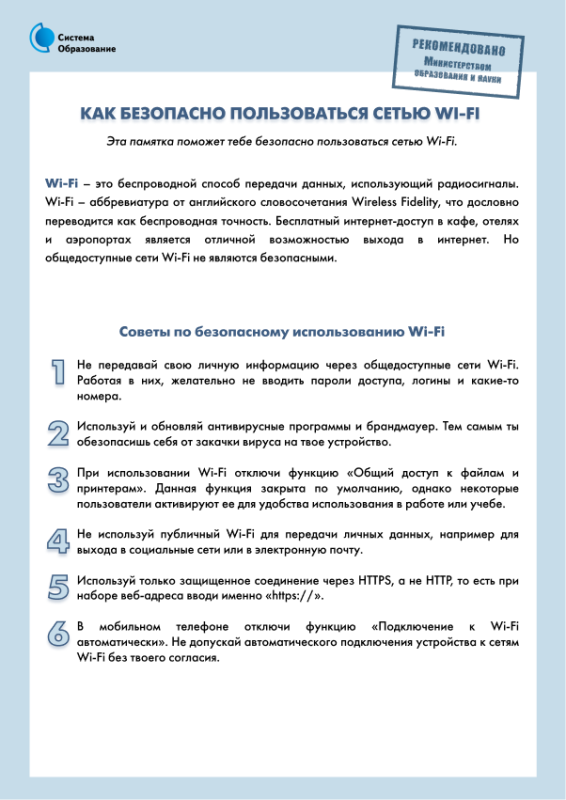 Система
Образование
РЕКОМЕНДОВАНО
Министерством
образования и науки
КАК БЕЗОПАСНО ПОЛЬЗОВАТЬСЯ СЕТЬЮ WI-FI
Эта памятка поможет тебе безопасно пользоваться сетью Wi-Fi.
Wi-Fi – это беспроводной способ передачи данных, использующий радиосигналы.
Wi-Fi – аббревиатура от английского словосочетания Wireless Fidelity, что дословно
переводится как беспроводная точность. Бесплатный интернет-доступ в кафе, отелях
и аэропортах является отличной возможностью выхода в интернет. Но
общедоступные сети Wi-Fi не являются безопасными.
Советы по безопасному использованию Wi-Fi
1 Не передавай свою личную информацию через общедоступные сети Wi-Fi.
Работая в них, желательно не вводить пароли доступа, логины и какие-то
номера.
2 Используй и обновляй антивирусные программы и брандмауер. Тем самым ты
обезопасишь себя от закачки вируса на твое устройство.
3 При использовании Wi-Fi отключи функцию «Общий доступ к файлам и
принтерам». Данная функция закрыта по умолчанию, однако некоторые
пользователи активируют ее для удобства использования в работе или учебе.
4 Не используй публичный Wi-Fi для передачи личных данных, например для
выхода в социальные сети или в электронную почту.
5 Используй только защищенное соединение через HTTPS, а не HTTP, то есть при
наборе веб-адреса вводи именно «https://».
6 В мобильном телефоне отключи функцию «Подключение к Wi-Fi
автоматически». Не допускай автоматического подключения устройства к сетям
Wi-Fi без твоего согласия.